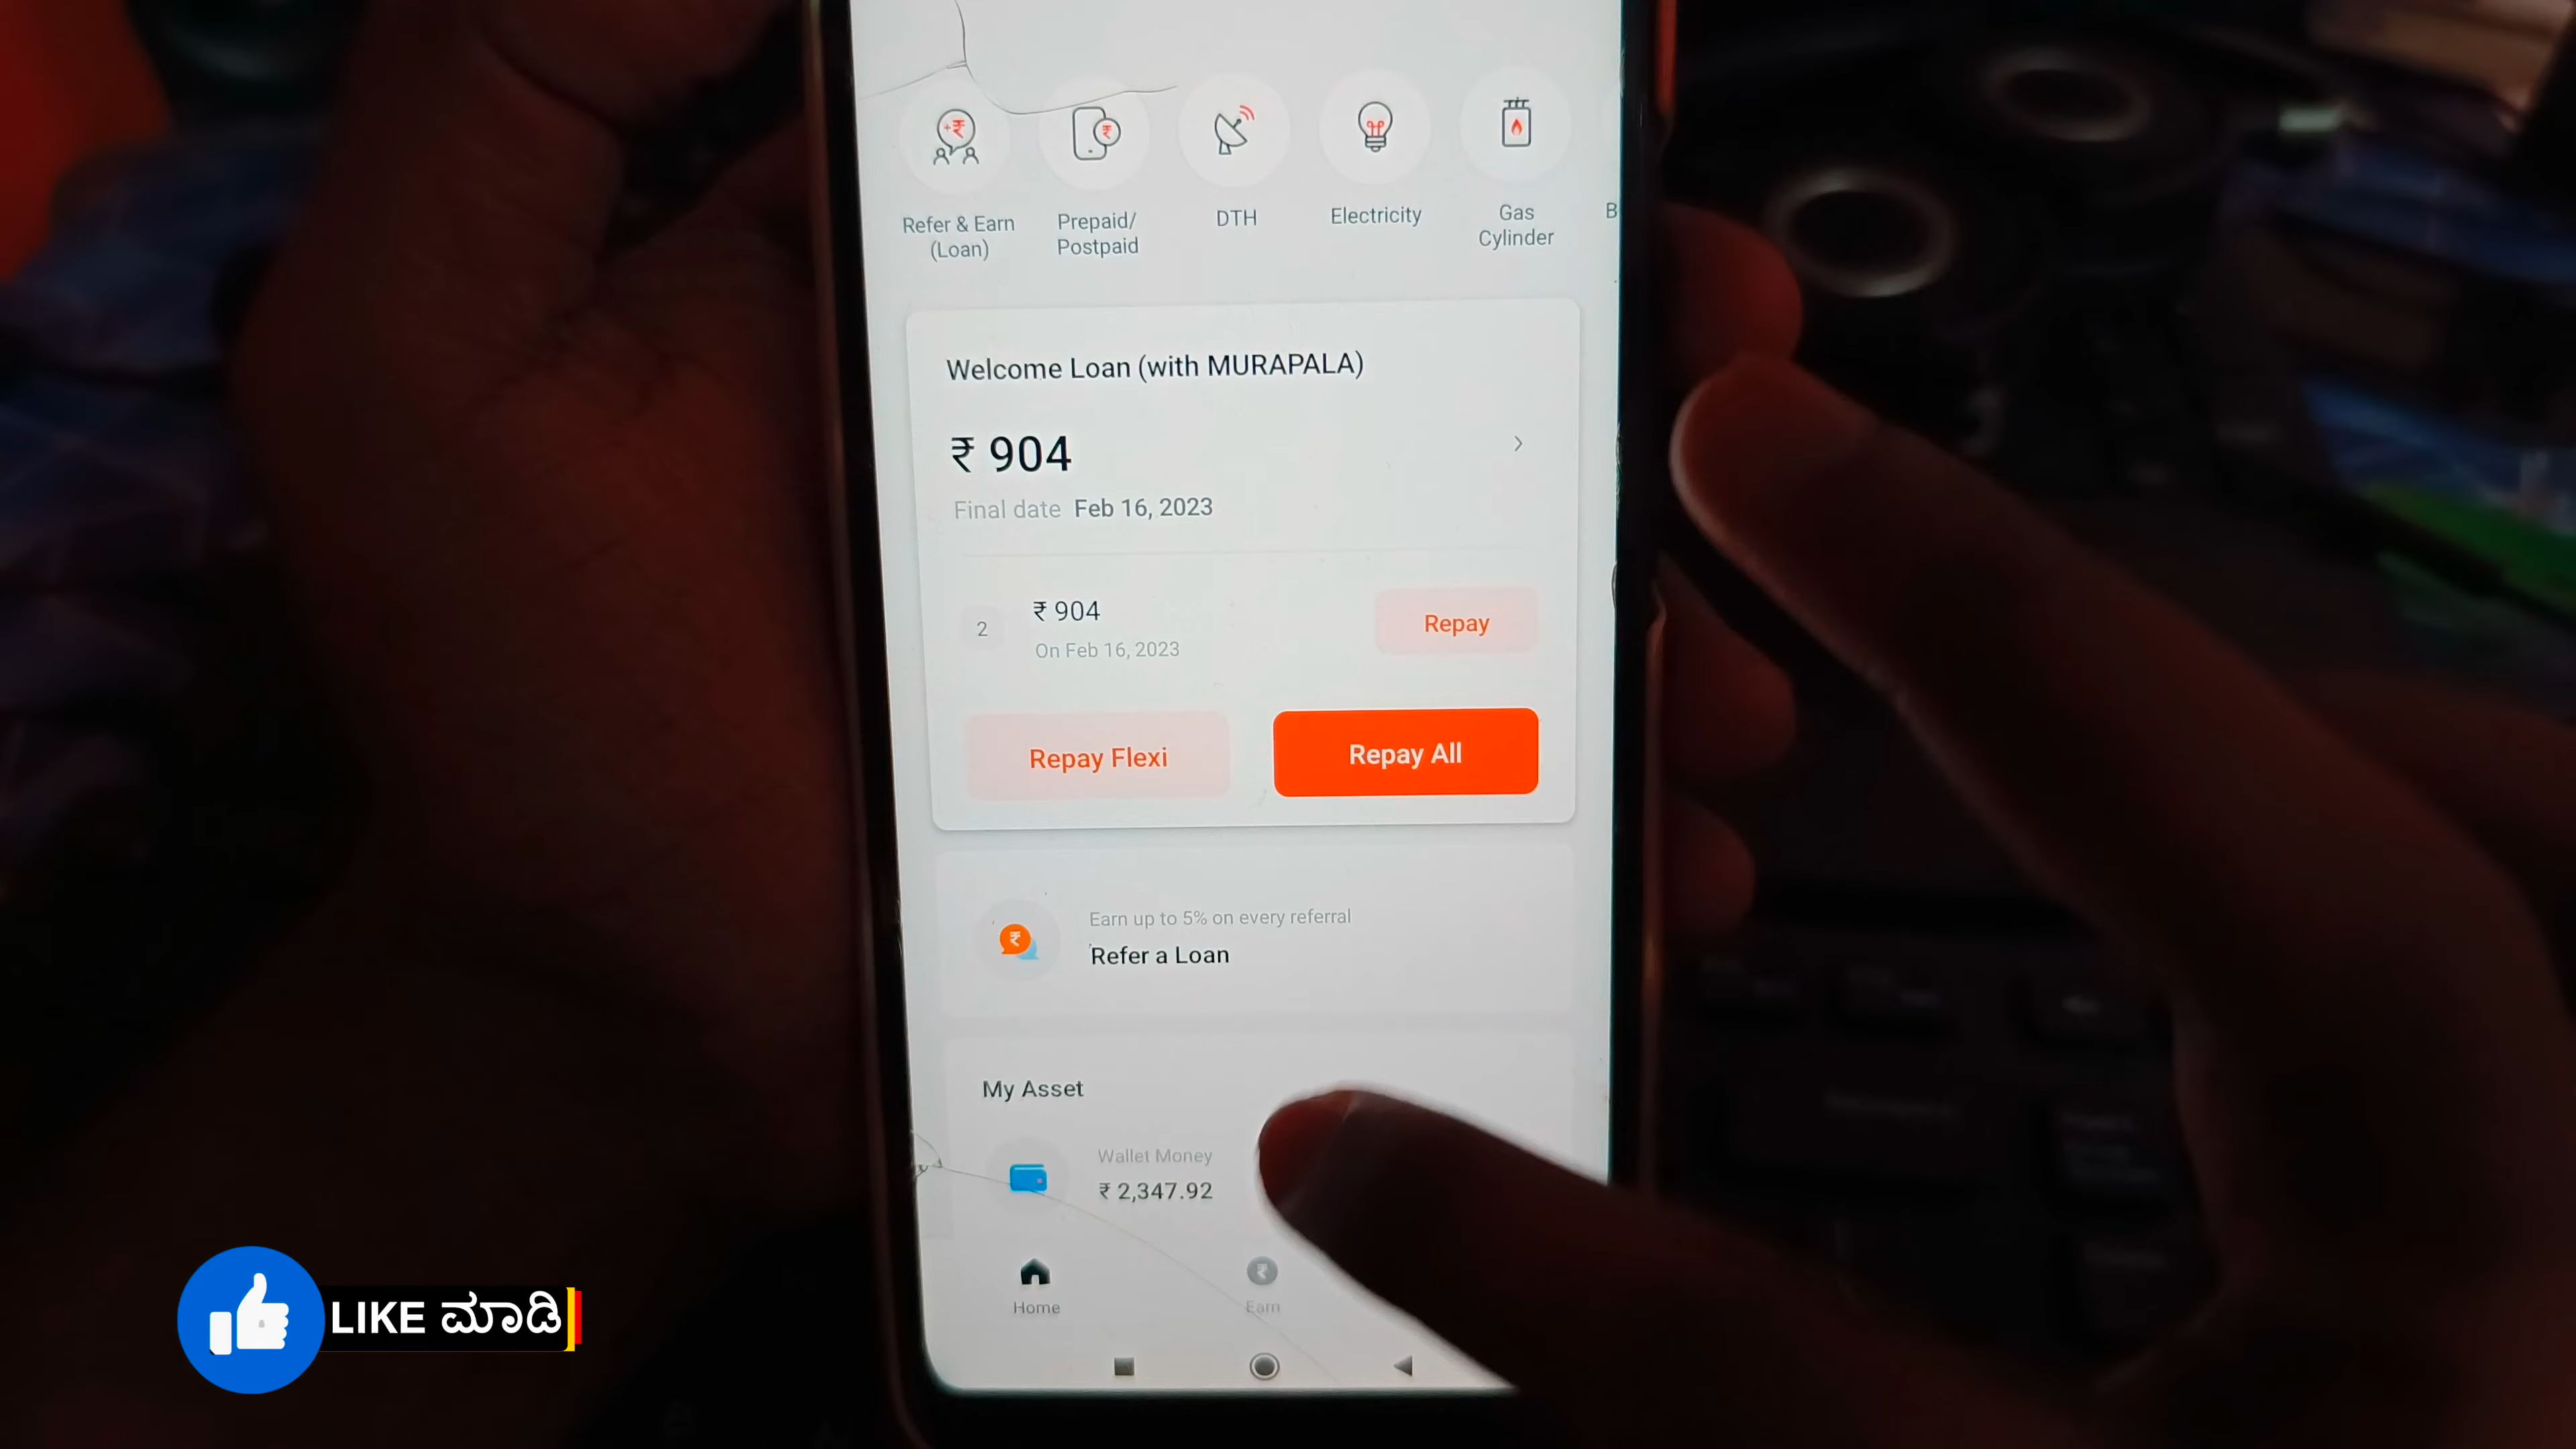 Refer & Earn
(Loan)
Prepaid/
Postpaid
DTH
Electricity
Gas
Cylinder
B
Welcome Loan (with MURAPALA)
₹ 904
Final date Feb 16, 2023
2
₹ 904
On Feb 16, 2023
Repay
Repay Flexi
Repay All
Earn up to 5% on every referral
Refer a Loan
My Asset
Wallet Money
₹ 2,347.92
Home
Earn
LIKE ಮಾಡಿ